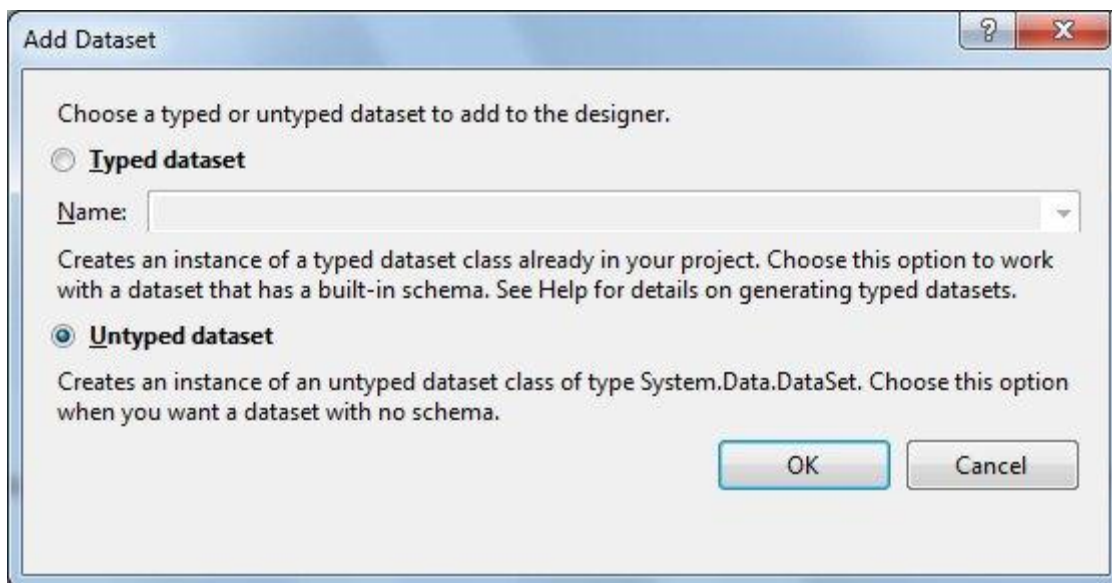 Add Dataset
?
Choose a typed or untyped dataset to add to the designer.
Typed dataset
Name:
Creates an instance of a typed dataset class already in your project. Choose this option to work
with a dataset that has a built-in schema. See Help for details on generating typed datasets.
Untyped dataset
Creates an instance of an untyped dataset class of type System.Data.DataSet. Choose this option
when you want a dataset with no schema.
OK Cancel